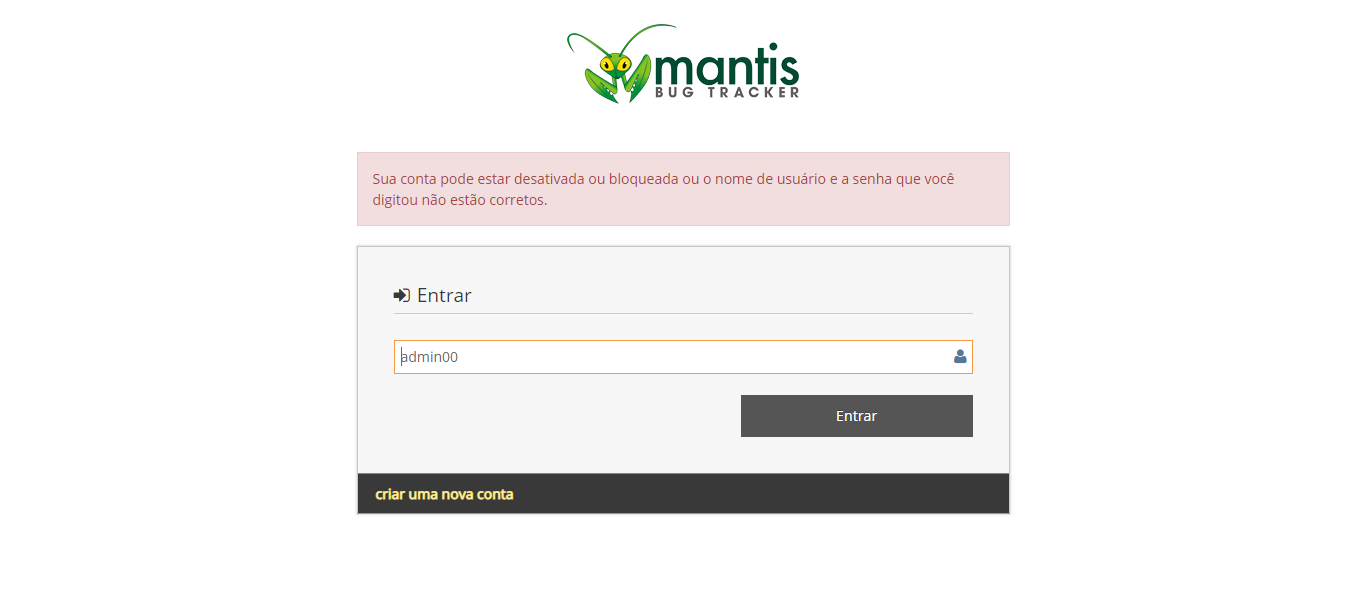 mantis
BUG TRACKER
Sua conta pode estar desativada ou bloqueada ou o nome de usuário e a senha que você
digitou não estão corretos.
Entrar
admin00
Entrar
criar uma nova conta